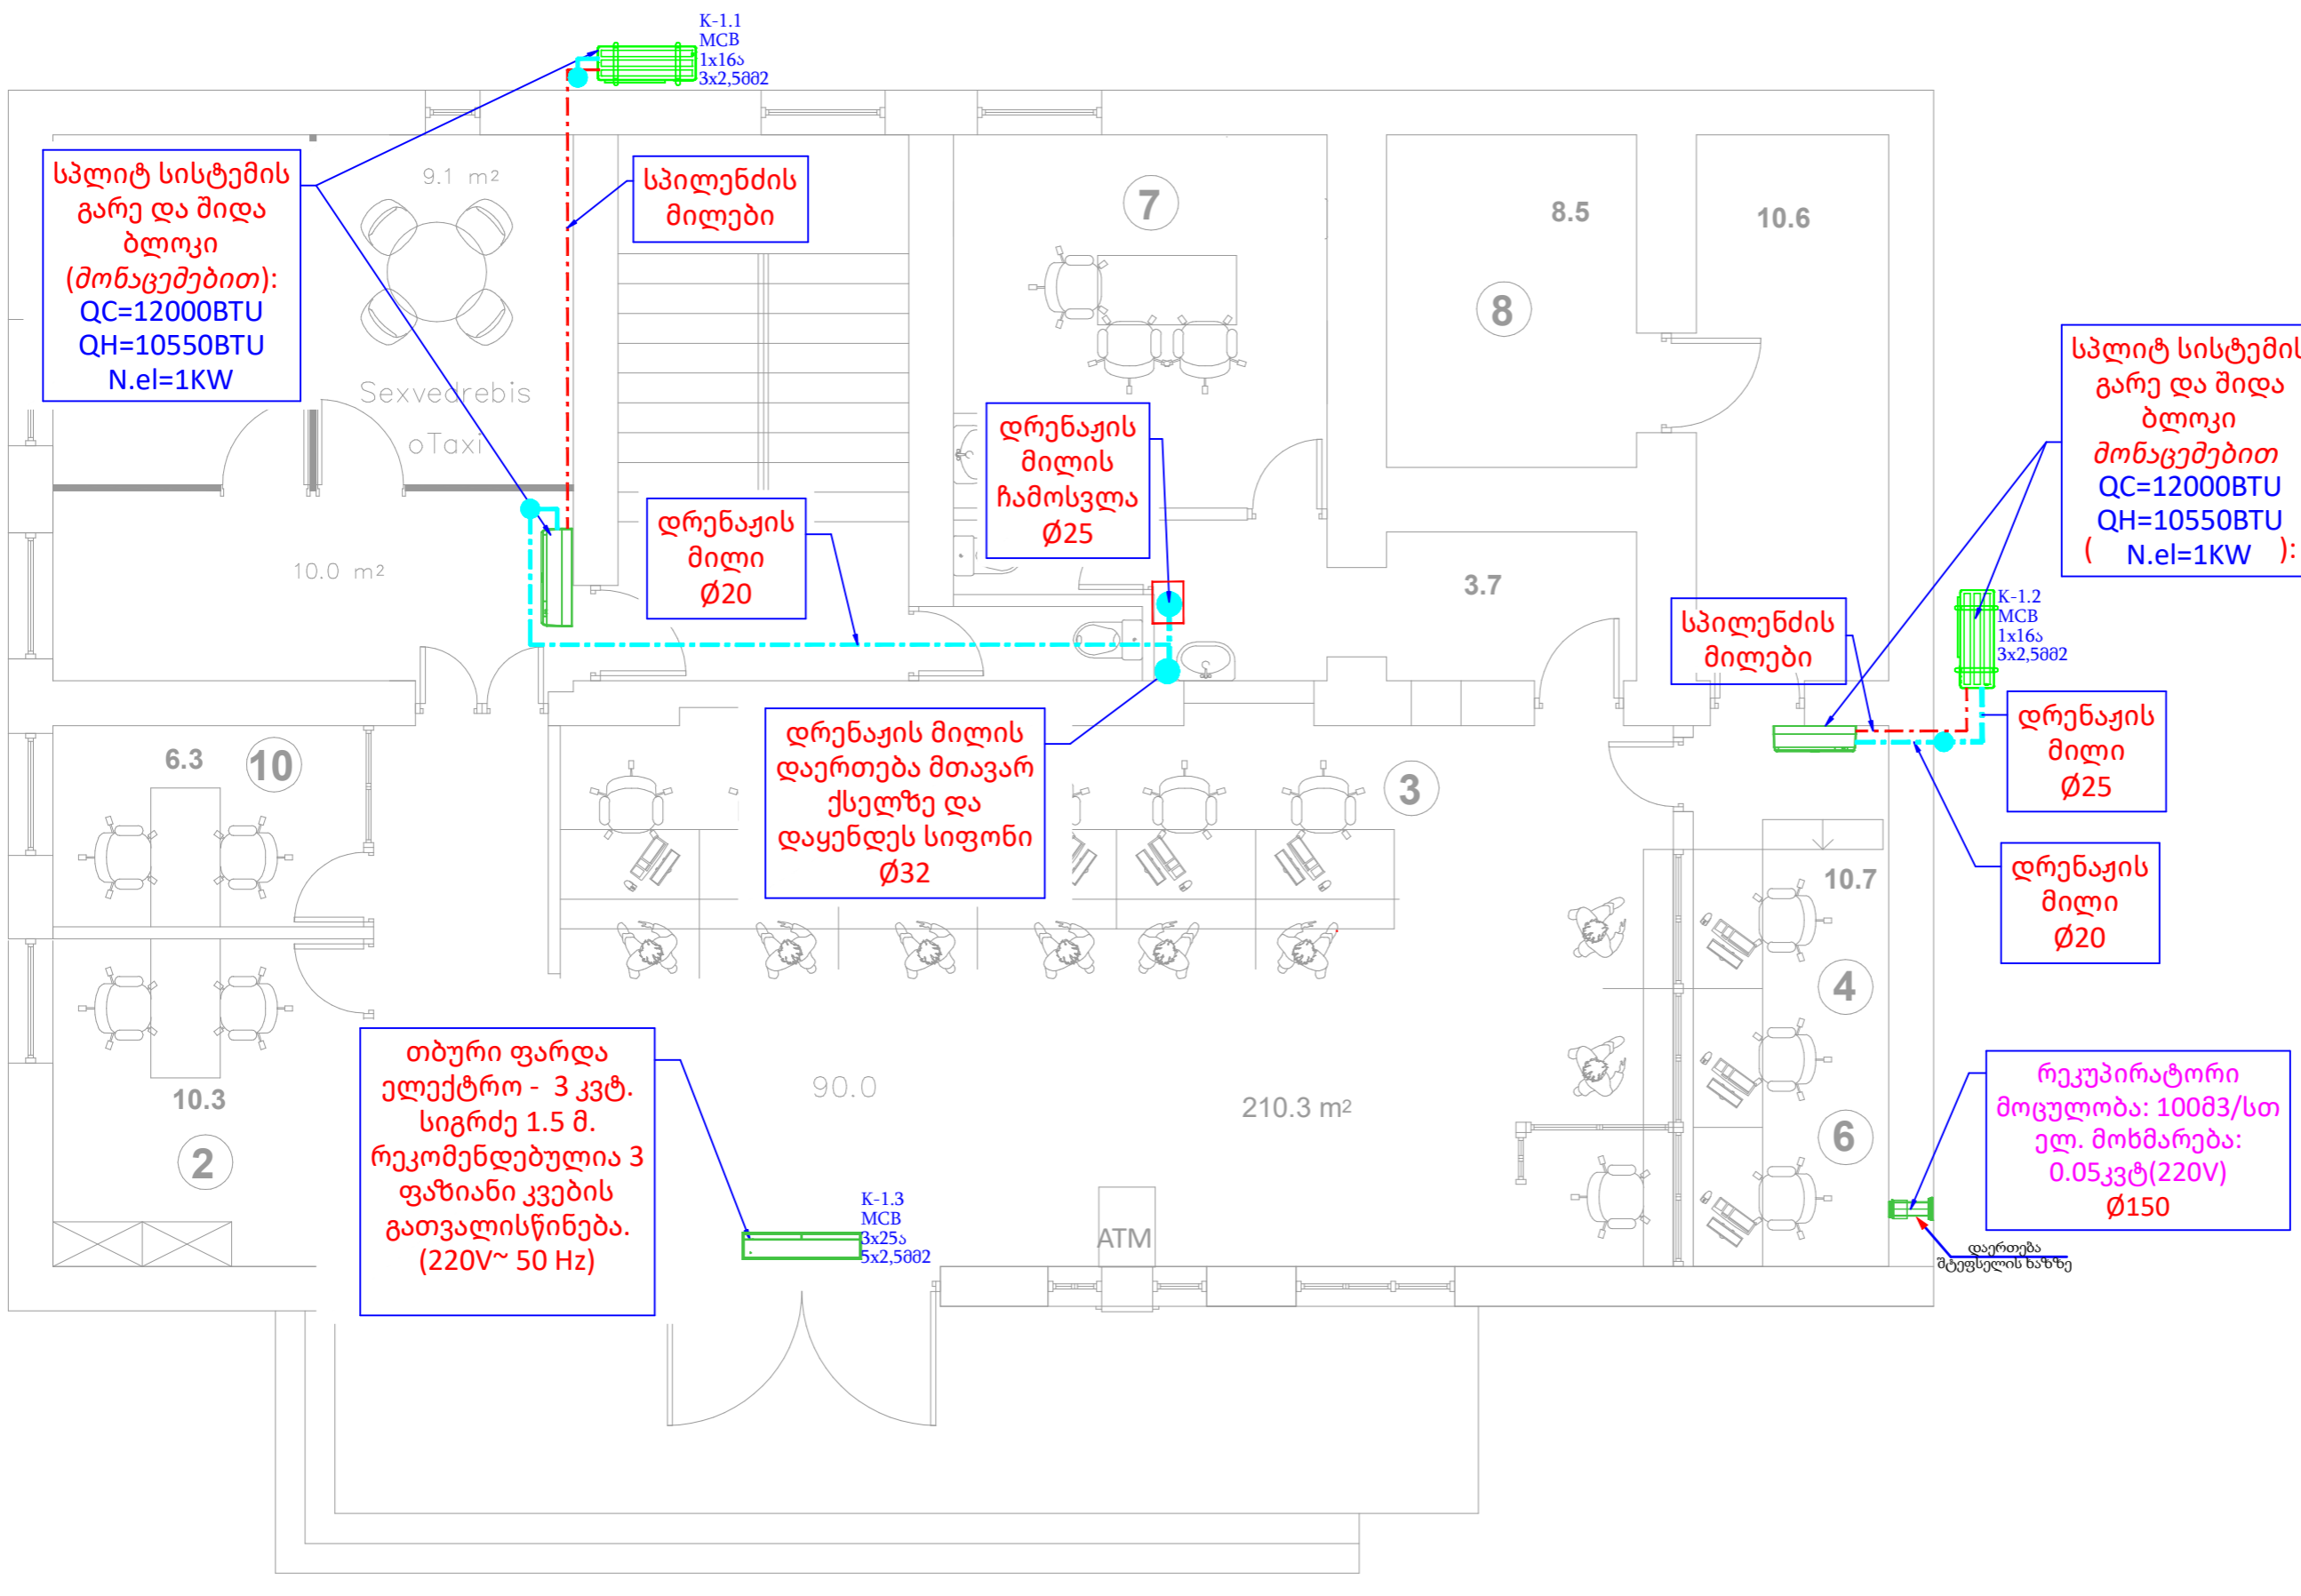 K-1.1
MCB
1x16ა
3x2,5მმ2
სპლიტ სისტემის
გარე და შიდა
ბლოკი
(მონაცემებით):
QC=12000BTU
QH=10550BTU
N.el=1KW
9.1 m²
სპილენძის
მილები
7
8.5
10.6
8
Sexvedrebis
oTaxi
დრენაჟის
მილის
ჩამოსვლა
Ø25
სპლიტ სისტემის
გარე და შიდა
ბლოკი
მონაცემებით
QC=12000BTU
QH=10550BTU
( N.el=1KW ):
დრენაჟის
მილი
Ø20
10.0 m²
3.7
სპილენძის
მილები
K-1.2
MCB
1x16ა
3x2,5მმ2
დრენაჟის
მილი
Ø25
დრენაჟის მილის
დაერთება მთავარ
ქსელზე და
დაყენდეს სიფონი
Ø32
6.3
10
3
10.7
დრენაჟის
მილი
Ø20
4
თბური ფარდა
ელექტრო - 3 კვტ.
სიგრძე 1.5 მ.
რეკომენდებულია 3
ფაზიანი კვების
გათვალისწინება.
(220V~ 50 Hz)
10.3
2
90.0
210.3 m²
6
რეკუპირატორი
მოცულობა: 100მ3/სთ
ელ. მოხმარება:
0.05კვტ(220V)
Ø150
K-1.3
MCB
3x25ა
5x2,5მმ2
ATM
დაერთება
შტეფსელის ხაზზე